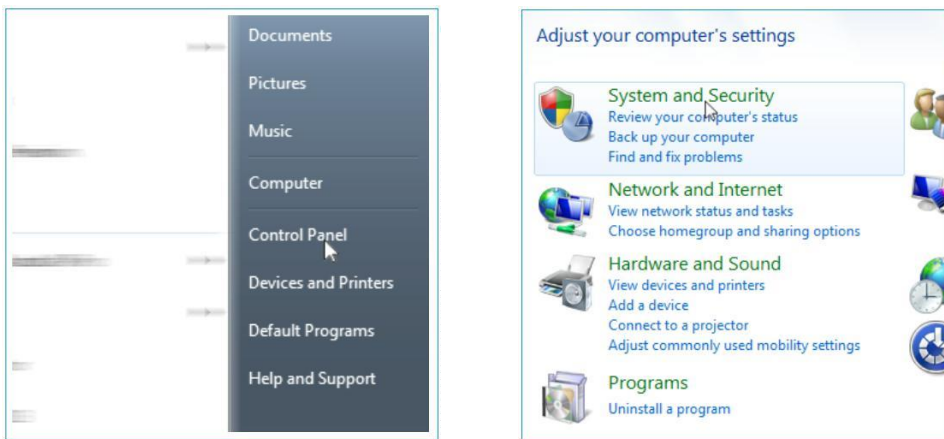 Documents
Pictures
Music
Computer
Control Panel
Devices and Printers
Default Programs
Help and Support
Adjust your computer's settings
System and Security
Review your computer's status
Back up your computer
Find and fix problems
Network and Internet
View network status and tasks
Choose homegroup and sharing options
Hardware and Sound
View devices and printers
Add a device
Connect to a projector
Adjust commonly used mobility settings
Programs
Uninstall a program